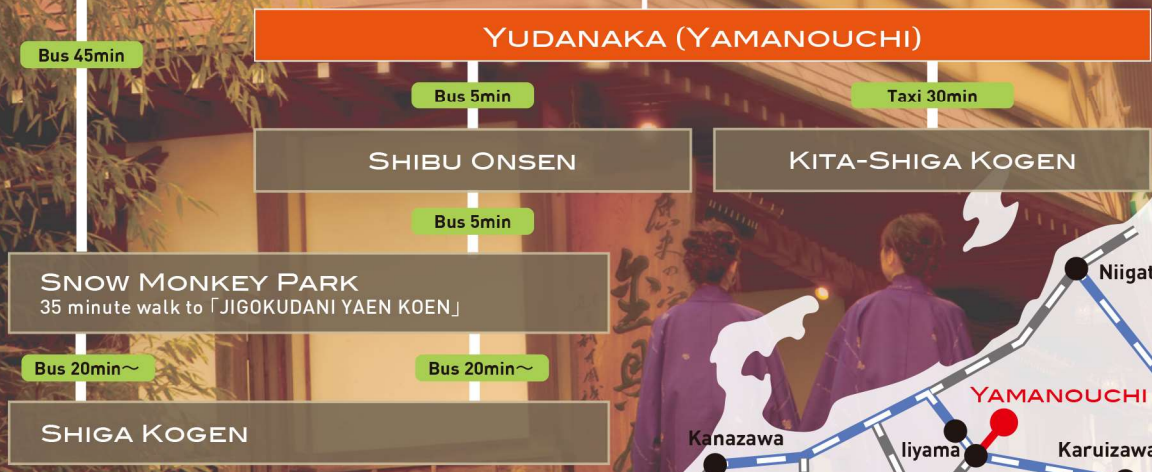 YUDANAKA (YAMANOUCHI)
Bus 45min
Bus 5min
Taxi 30min
SHIBU ONSEN
KITA-SHIGA KOGEN
Bus 5min
SNOW MONKEY PARK
35 minute walk to「JIGOKUDANI YAEN KOEN」
Bus 20min～
Bus 20min～
SHIGA KOGEN
Niigat
YAMANOUCHI
Kanazawa
Iiyama
Karuizawa